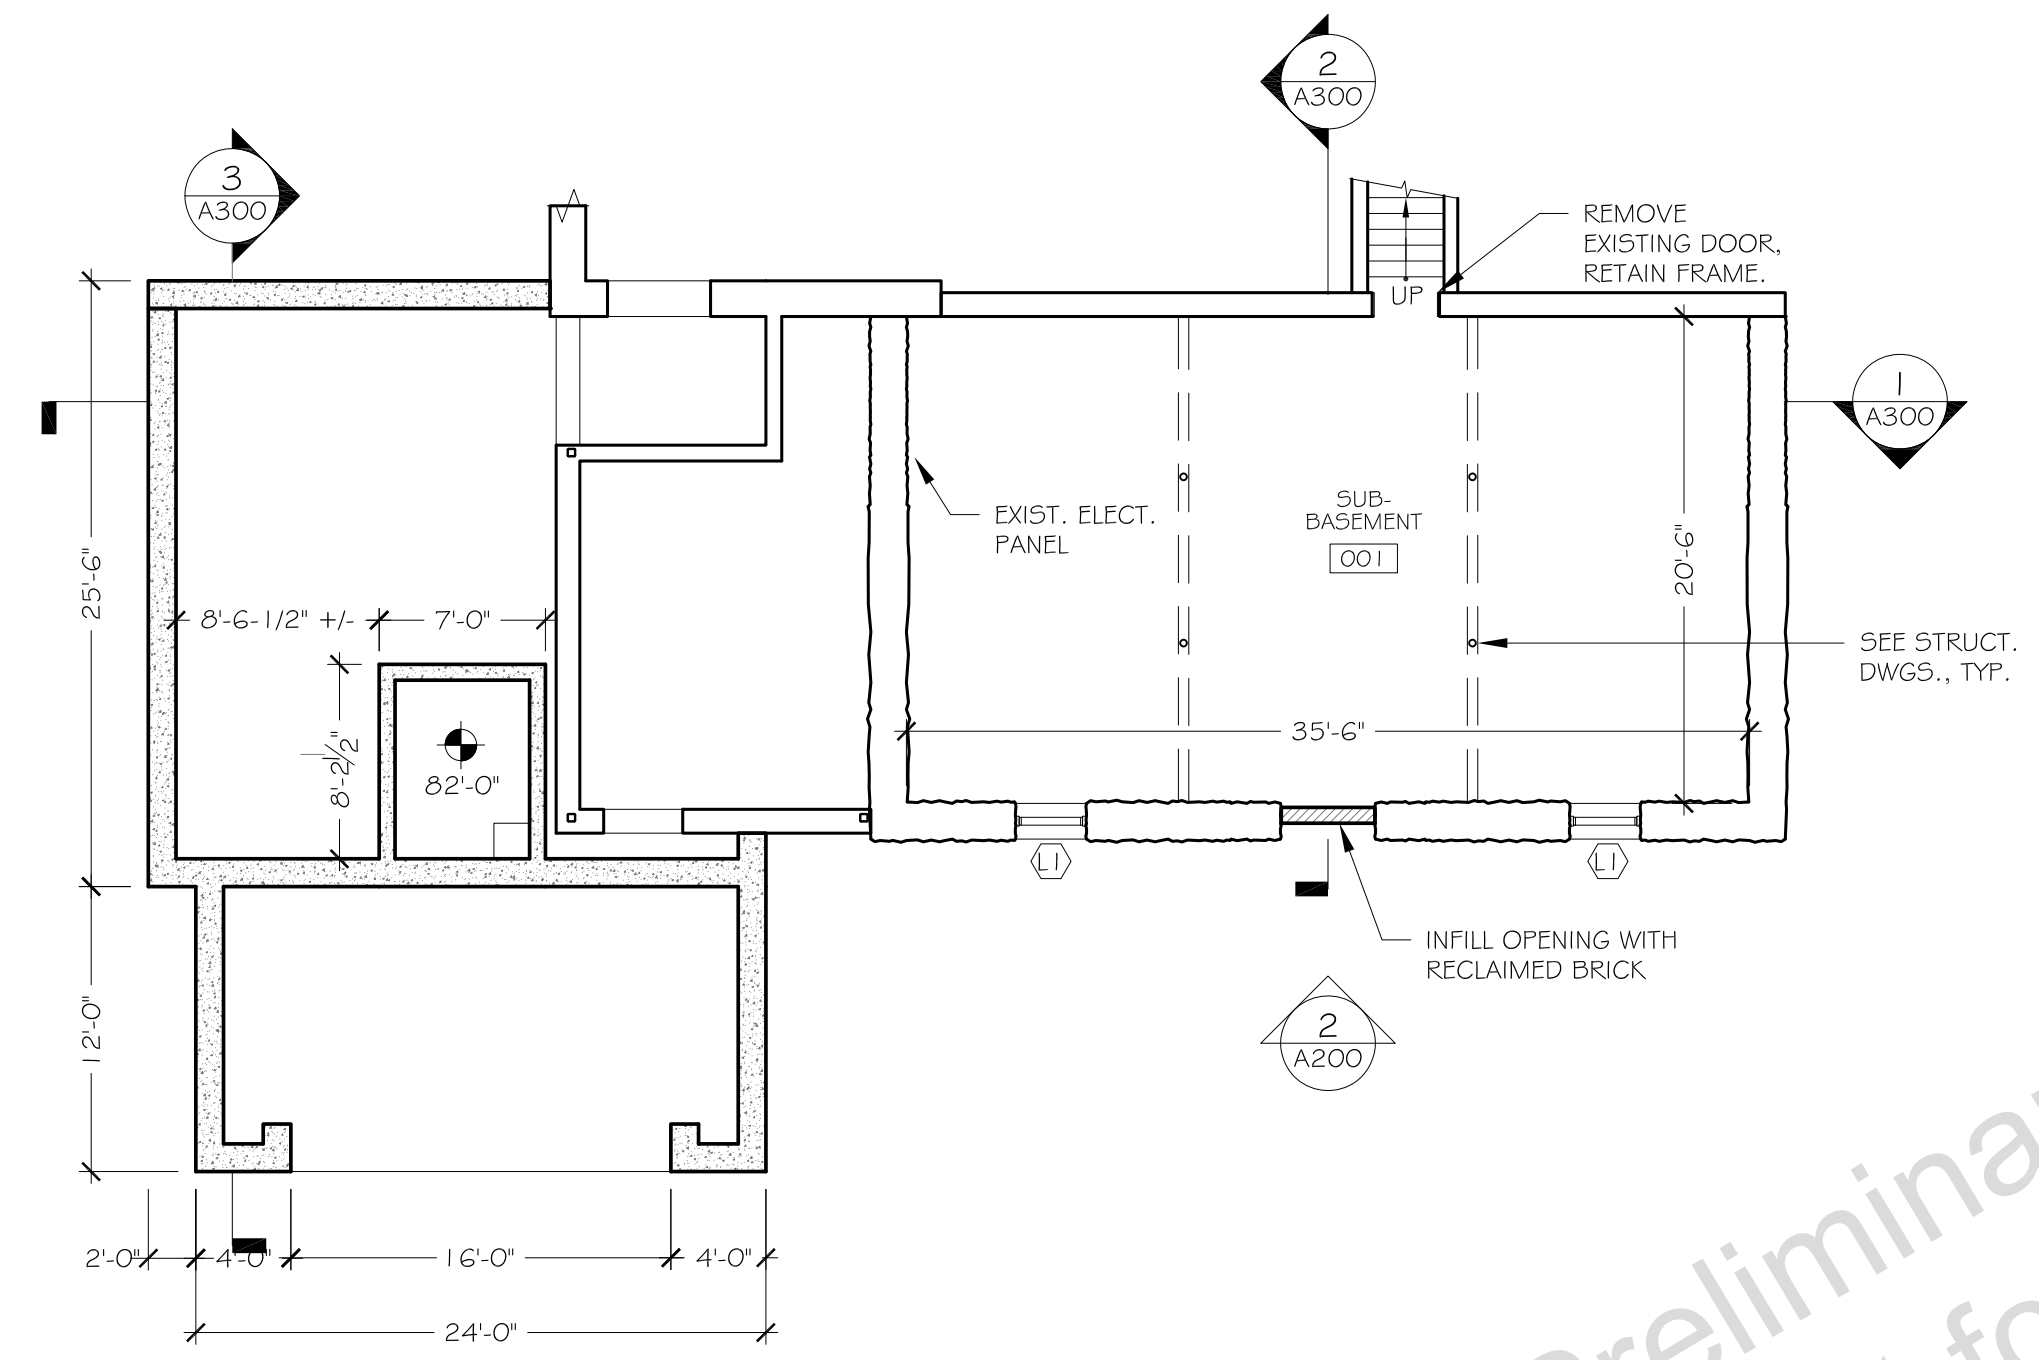 2
A300
3
A300
REMOVE
EXISTING DOOR,
RETAIN FRAME.
UP
1
A300
25'-6"
EXIST. ELECT.
PANEL
SUB-
BASEMENT
001
20'-6"
8'-6-1/2" +/-
7'-0"
SEE STRUCT.
DWGS., TYP.
35'-6"
8'-2½"
82'-0"
L1
L1
INFILL OPENING WITH
RECLAIMED BRICK
12'-0"
2
A200
2'-0"
4'-0"
16'-0"
4'-0"
24'-0"